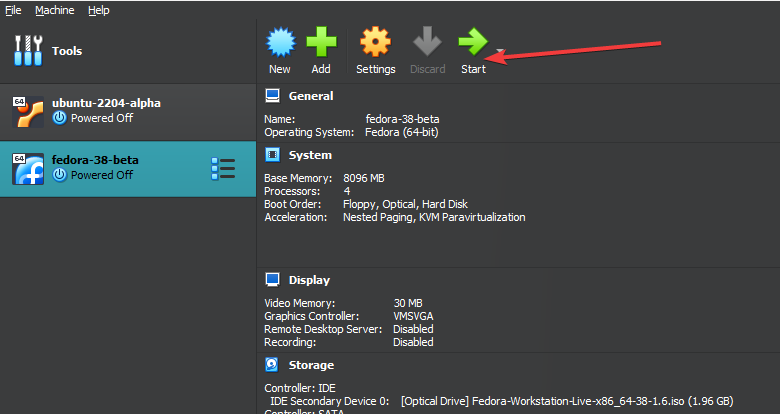 File Machine Help
Tools
New Add Settings Discard Start
64
ubuntu-2204-alpha
Powered Off
64
fedora-38-beta
Powered Off
General
Name: fedora-38-beta
Operating System: Fedora (64-bit)
System
Base Memory: 8096 MB
Processors: 4
Boot Order: Floppy, Optical, Hard Disk
Acceleration: Nested Paging, KVM Paravirtualization
Display
Video Memory: 30 MB
Graphics Controller: VMSVGA
Remote Desktop Server: Disabled
Recording: Disabled
Storage
Controller: IDE
IDE Secondary Device 0: [Optical Drive] Fedora-Workstation-Live-x86_64-38-1.6.iso (1.96 GB)
Controller: SATA